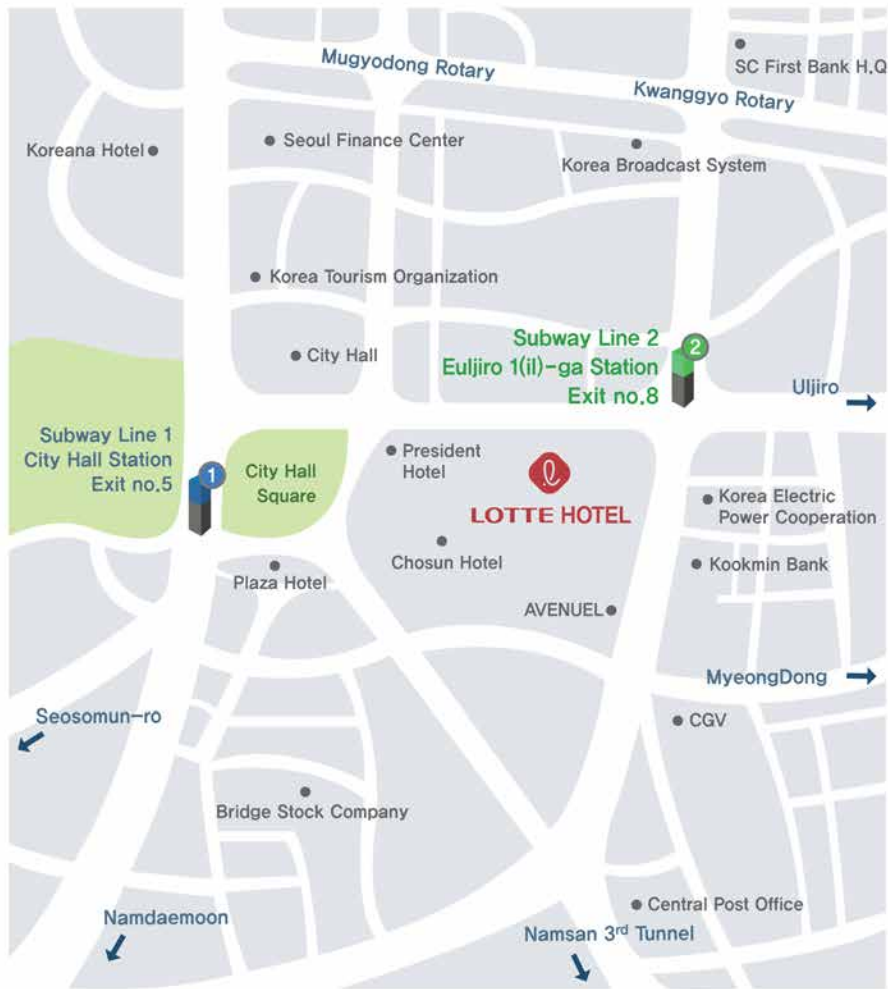 Mugyodong Rotary
SC First Bank H.Q
Kwanggyo Rotary
Koreana Hotel
Seoul Finance Center
Korea Broadcast System
Korea Tourism Organization
City Hall
Subway Line 2
Euljiro 1(il)-ga Station
Exit no.8
2
Uljiro
Subway Line 1
City Hall Station
Exit no.5
1
City Hall
Square
President
Hotel
LOTTE HOTEL
Korea Electric
Power Cooperation
Chosun Hotel
Kookmin Bank
Plaza Hotel
AVENUEL
MyeongDong
Seosomun-ro
CGV
Bridge Stock Company
Central Post Office
Namdaemoon
Namsan 3rd Tunnel